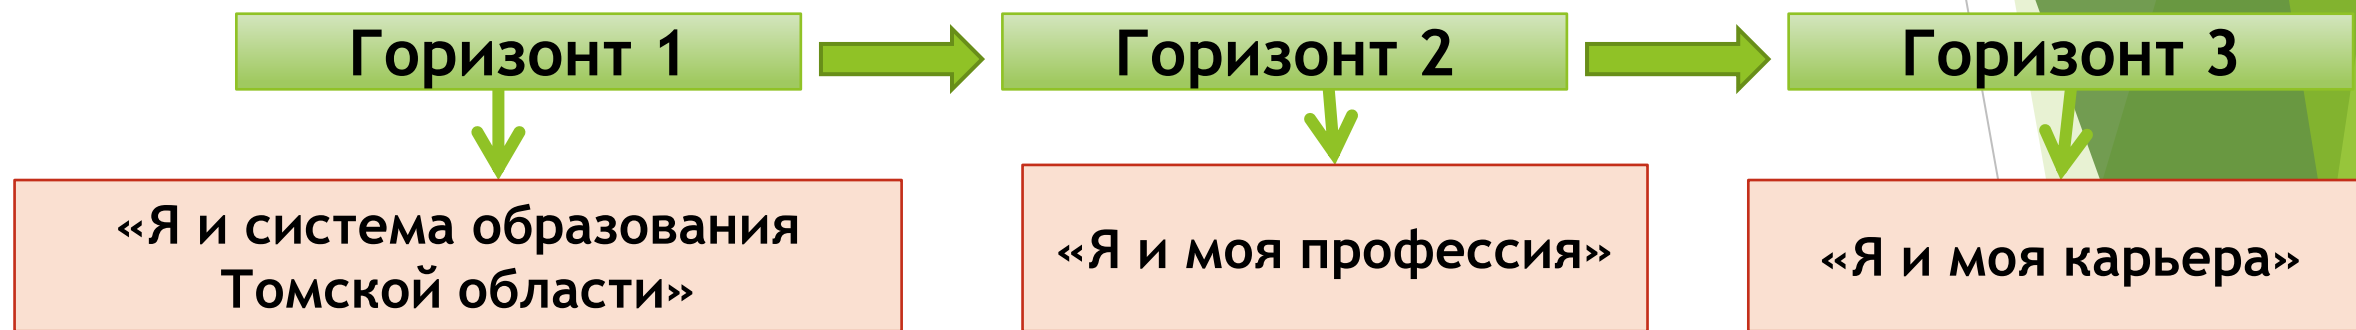 Горизонт 1
Горизонт 2
Горизонт 3
«Я и система образования
Томской области»
«Я и моя профессия»
«Я и моя карьера»